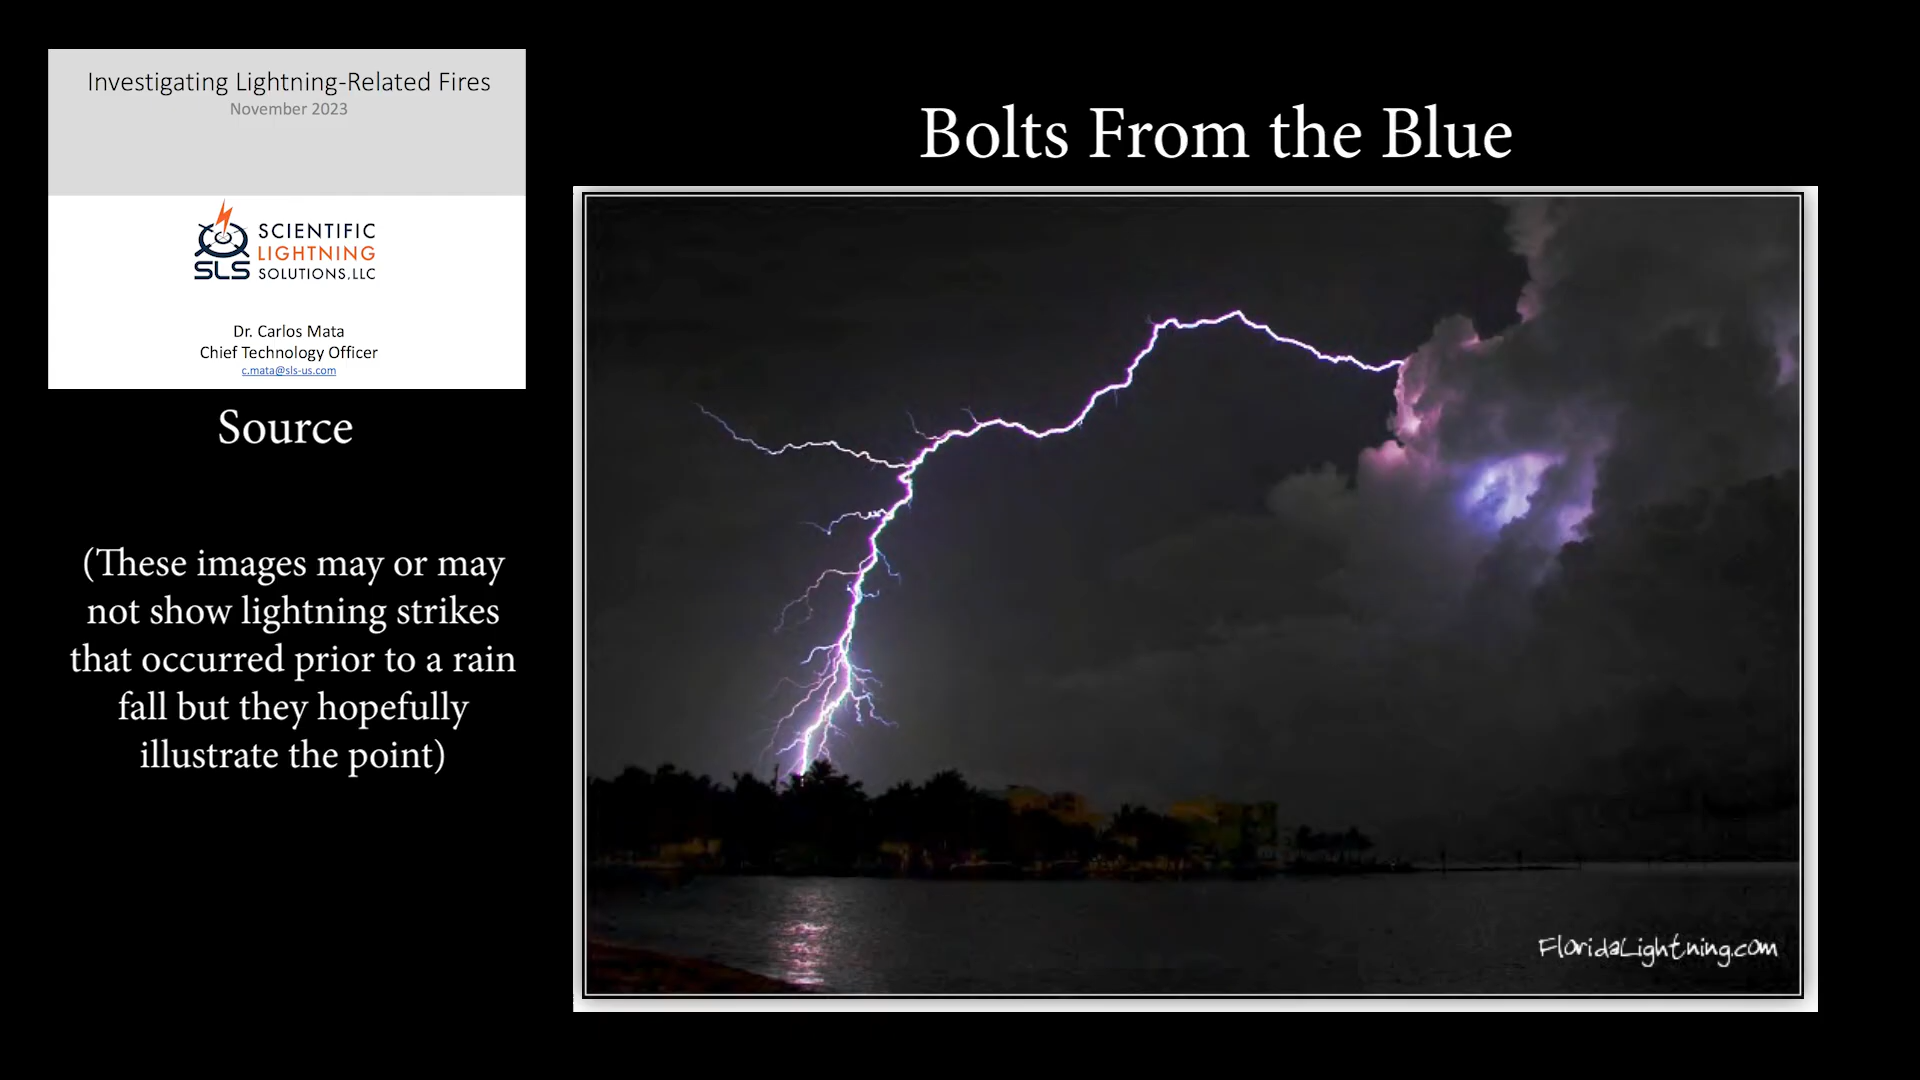 Investigating Lightning-Related Fires
November 2023
SCIENTIFIC
LIGHTNING
SLS SOLUTIONS, LLC
Dr. Carlos Mata
Chief Technology Officer
c.mata@sls-us.com
Source
(These images may or may
not show lightning strikes
that occurred prior to a rain
fall but they hopefully
illustrate the point)
Bolts From the Blue
FloridaLightning.com